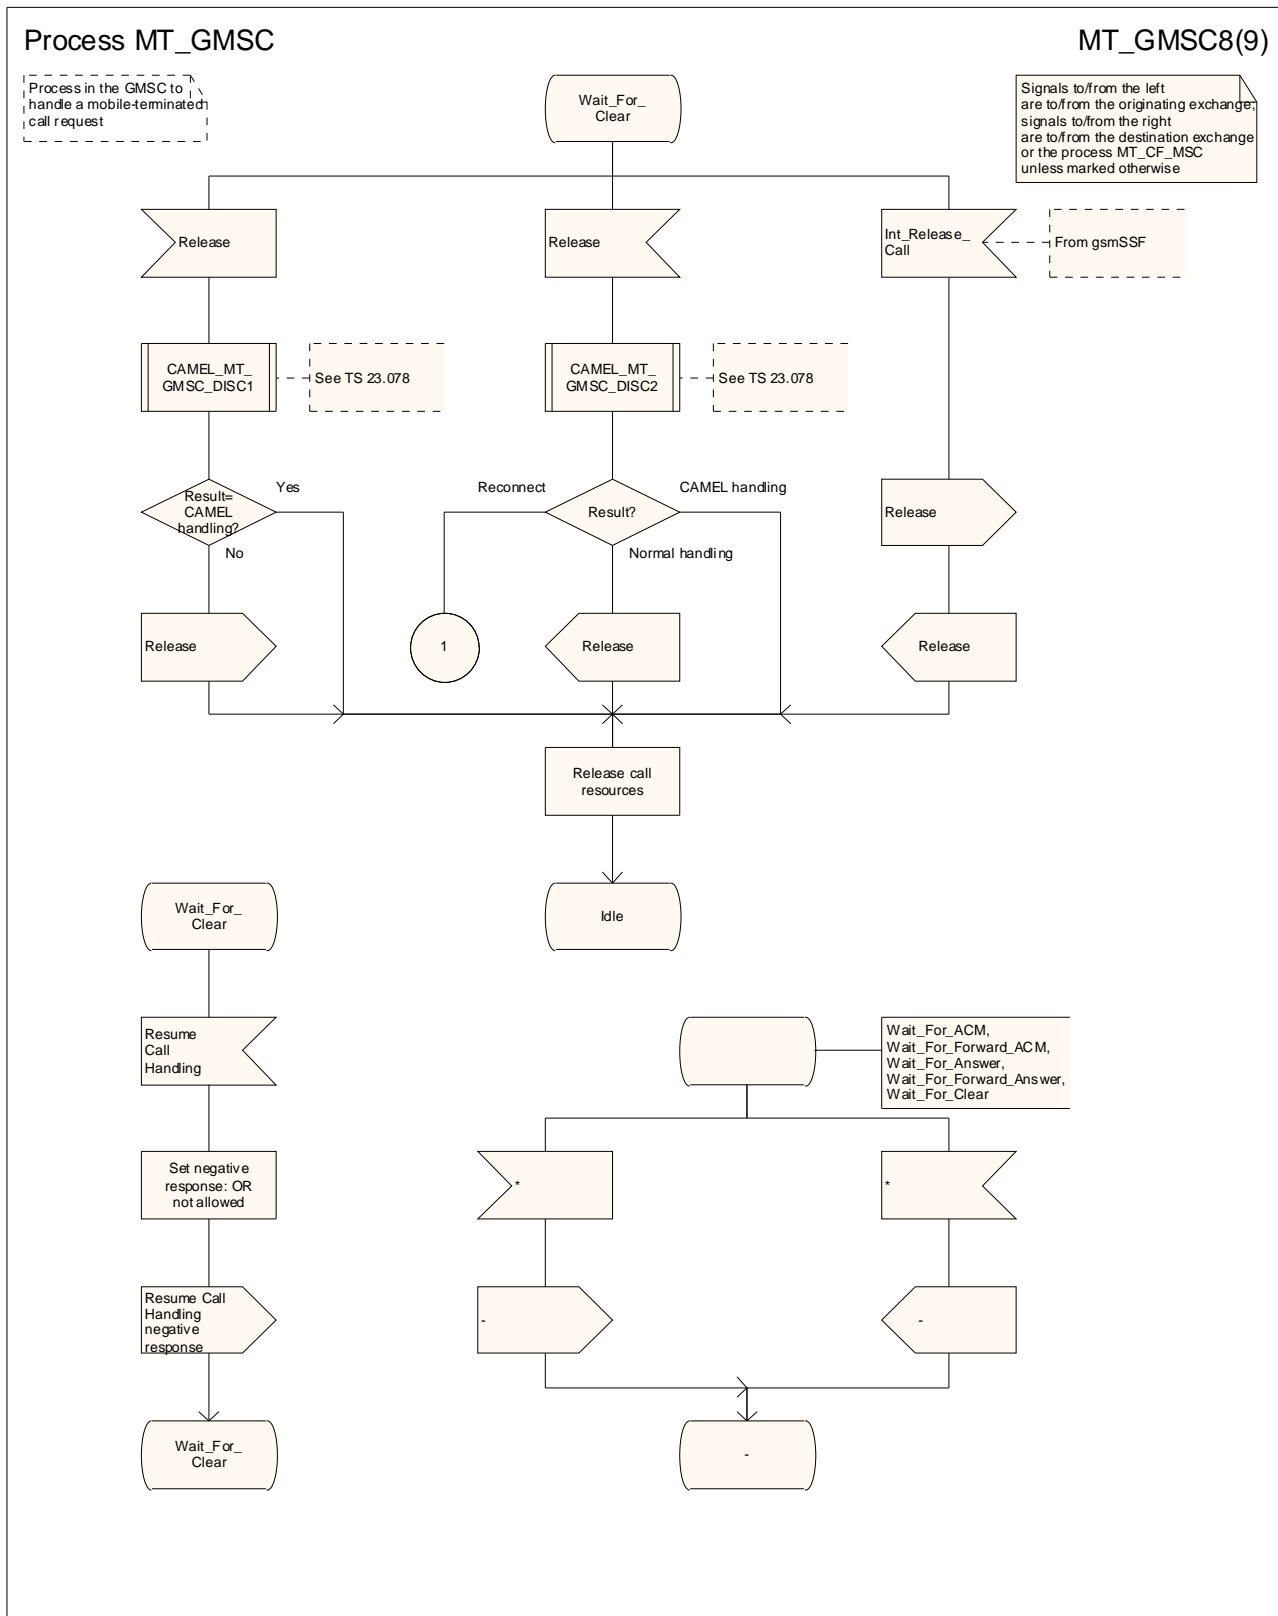 Process MT_GMSC
MT_GMSC8(9)
Process in the GMSC to
handle a mobile-terminated
call request
Wait_For_
Clear
Signals to/from the left
are to/from the originating exchange;
signals to/from the right
are to/from the destination exchange
or the process MT_CF_MSC
unless marked otherwise
Release
Release
Int_Release_
Call
From gsmSSF
CAMEL_MT_
GMSC_DISC1
See TS 23.078
CAMEL_MT_
GMSC_DISC2
See TS 23.078
Result=
CAMEL
handling?
Yes
No
Reconnect
Result?
CAMEL handling
Normal handling
Release
Release
1
Release
Release
Release call
resources
Idle
Wait_For_
Clear
Resume
Call
Handling
Set negative
response: OR
not allowed
Resume Call
Handling
negative
response
Wait_For_
Clear
Wait_For_ACM,
Wait_For_Forward_ACM,
Wait_For_Answer,
Wait_For_Forward_Answer,
Wait_For_Clear
*
*
-
-
-